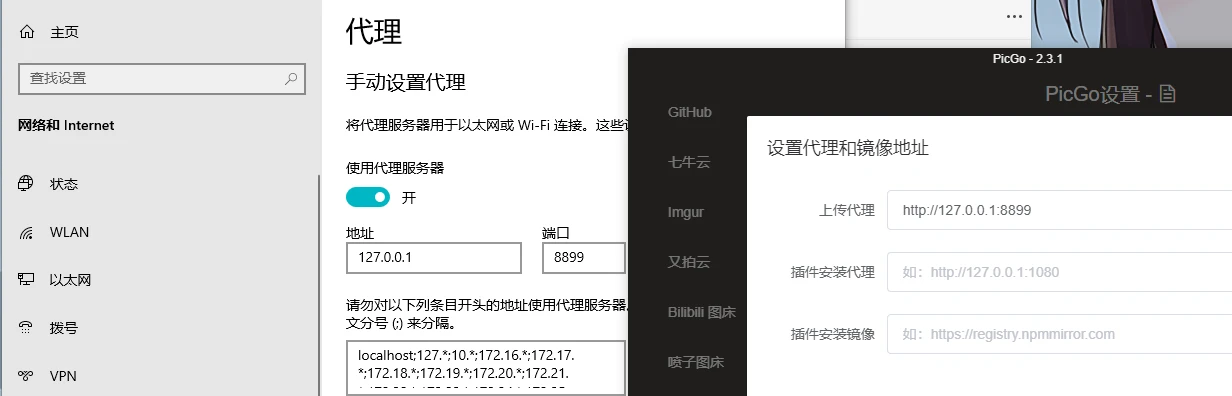 主页
查找设置
网络和 Internet
状态
WLAN
以太网
拨号
VPN
代理
手动设置代理
将代理服务器用于以太网或 Wi-Fi 连接。这些
使用代理服务器
开
地址
端口
127.0.0.1
8899
请勿对以下列条目开头的地址使用代理服务器。
文分号 (;) 来分隔。
localhost;127.*;10.*;172.16.*;172.17.
*;172.18.*;172.19.*;172.20.*;172.21.
PicGo - 2.3.1
PicGo设置 -
GitHub
七牛云
Imgur
又拍云
Bilibili 图床
喷子图床
设置代理和镜像地址
上传代理
http://127.0.0.1:8899
插件安装代理
如：http://127.0.0.1:1080
插件安装镜像
如：https://registry.npmmirror.com